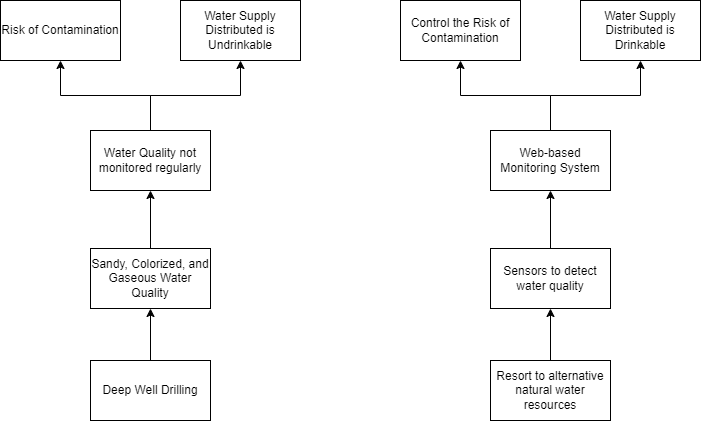 Risk of Contamination
Water Supply
Distributed is
Undrinkable
Control the Risk of
Contamination
Water Supply
Distributed is
Drinkable
Water Quality not
monitored regularly
Web-based
Monitoring System
Sandy, Colorized, and
Gaseous Water
Quality
Sensors to detect
water quality
Deep Well Drilling
Resort to alternative
natural water
resources